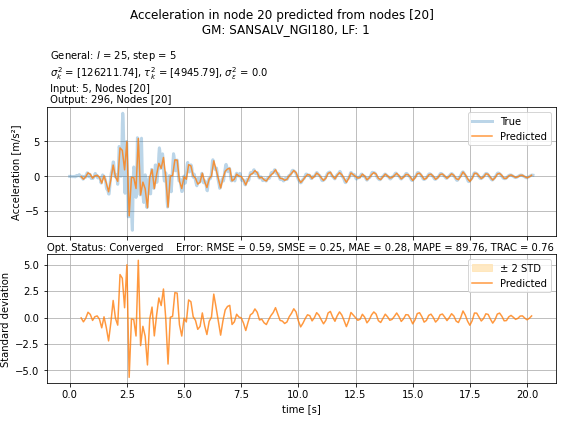 Acceleration in node 20 predicted from nodes [20]
GM: SANSALV_NGI180, LF: 1
General: l = 25, step = 5
σ²ₖ = [126211.74], τ²ₖ = [4945.79], σ²ε = 0.0
Input: 5, Nodes [20]
Output: 296, Nodes [20]
True
Predicted
Acceleration [m/s²]
5
0
−5
Opt. Status: Converged Error: RMSE = 0.59, SMSE = 0.25, MAE = 0.28, MAPE = 89.76, TRAC = 0.76
± 2 STD
Predicted
Standard deviation
5.0
2.5
0.0
−2.5
−5.0
0.0 2.5 5.0 7.5 10.0 12.5 15.0 17.5 20.0
time [s]